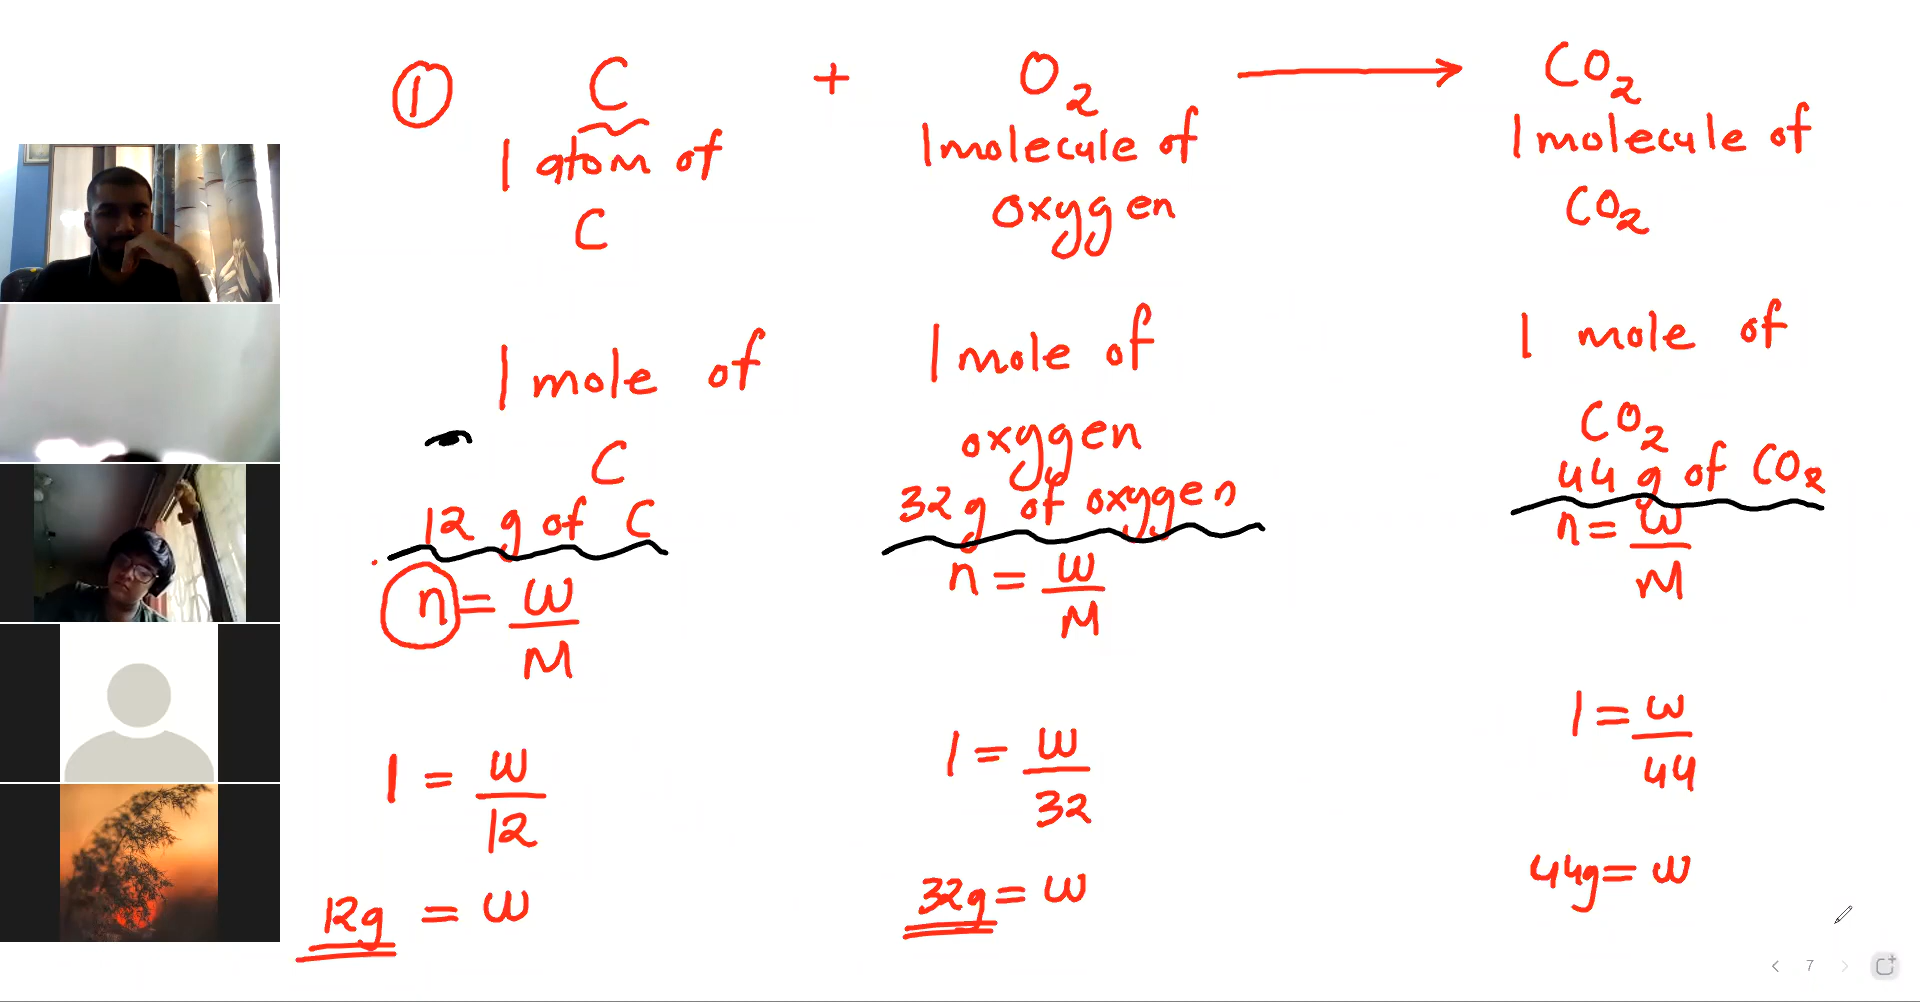 ① C + O₂ → CO₂
1 atom of
C
1 molecule of
oxygen
1 molecule of
CO₂
1 mole of
C
12 g of C
n = w/M
1 = w/12
12g = w
1 mole of
oxygen
32g of oxygen
n = w/M
1 = w/32
32g = w
1 mole of
CO₂
44 g of CO₂
n = w/M
1 = w/44
44g = w
7